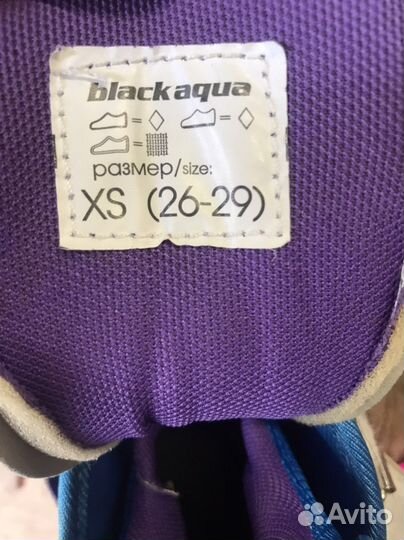 blackaqua
= =
=
размер/size:
XS (26-29)
Avito